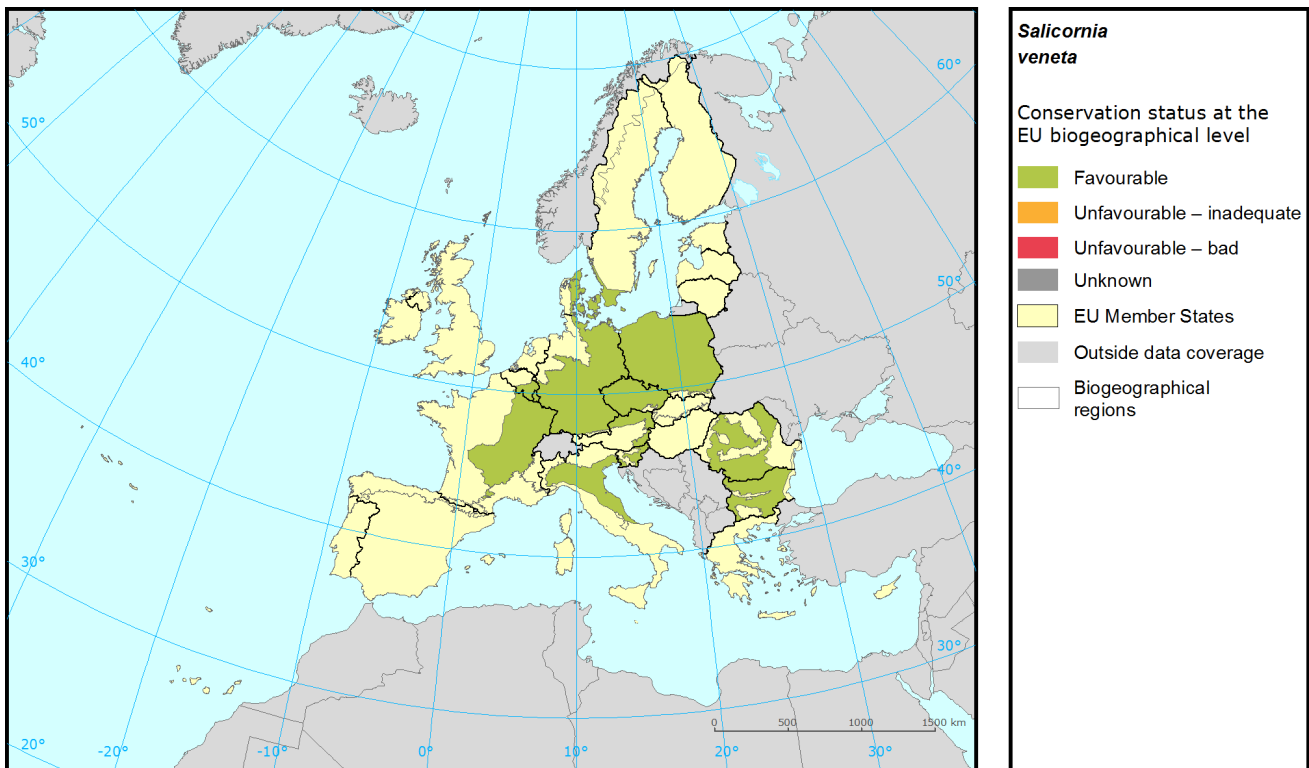 60°
50°
50°
40°
40°
30°
30°
20°
-20°
-10°
0°
10°
20°
30°
0 500 1000 1500 km
Salicornia
veneta
Conservation status at the
EU biogeographical level
Favourable
Unfavourable – inadequate
Unfavourable – bad
Unknown
EU Member States
Outside data coverage
Biogeographical
regions